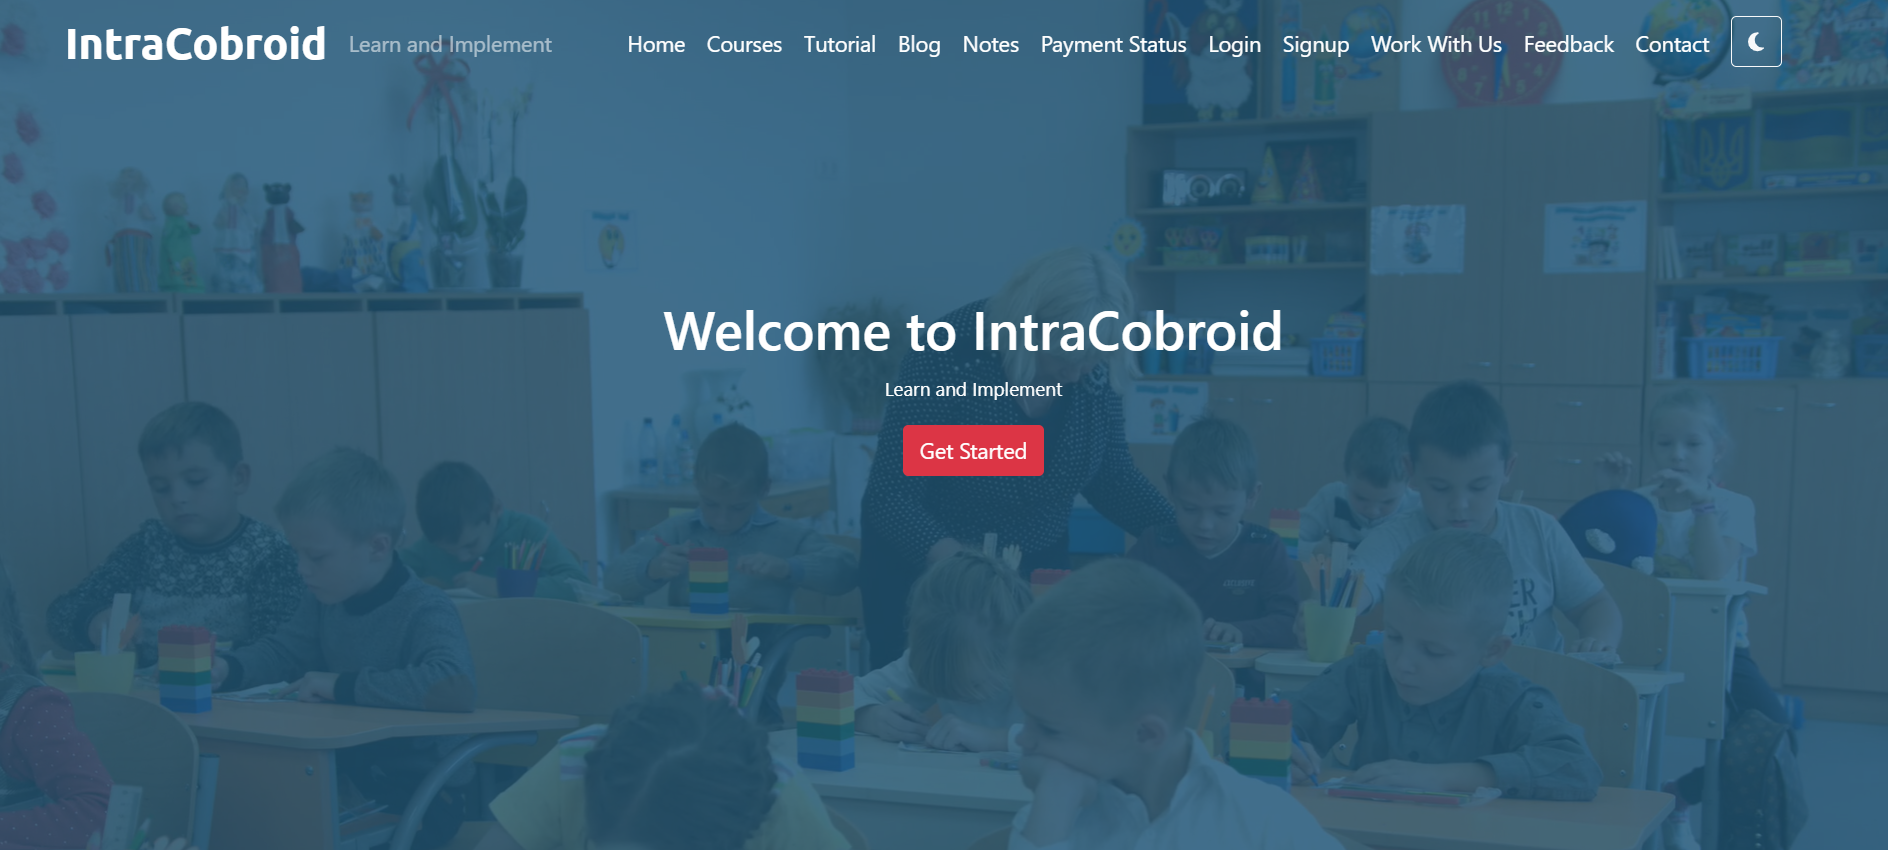 IntraCobroid Learn and Implement Home Courses Tutorial Blog Notes Payment Status Login Signup Work With Us Feedback Contact
Welcome to IntraCobroid
Learn and Implement
Get Started